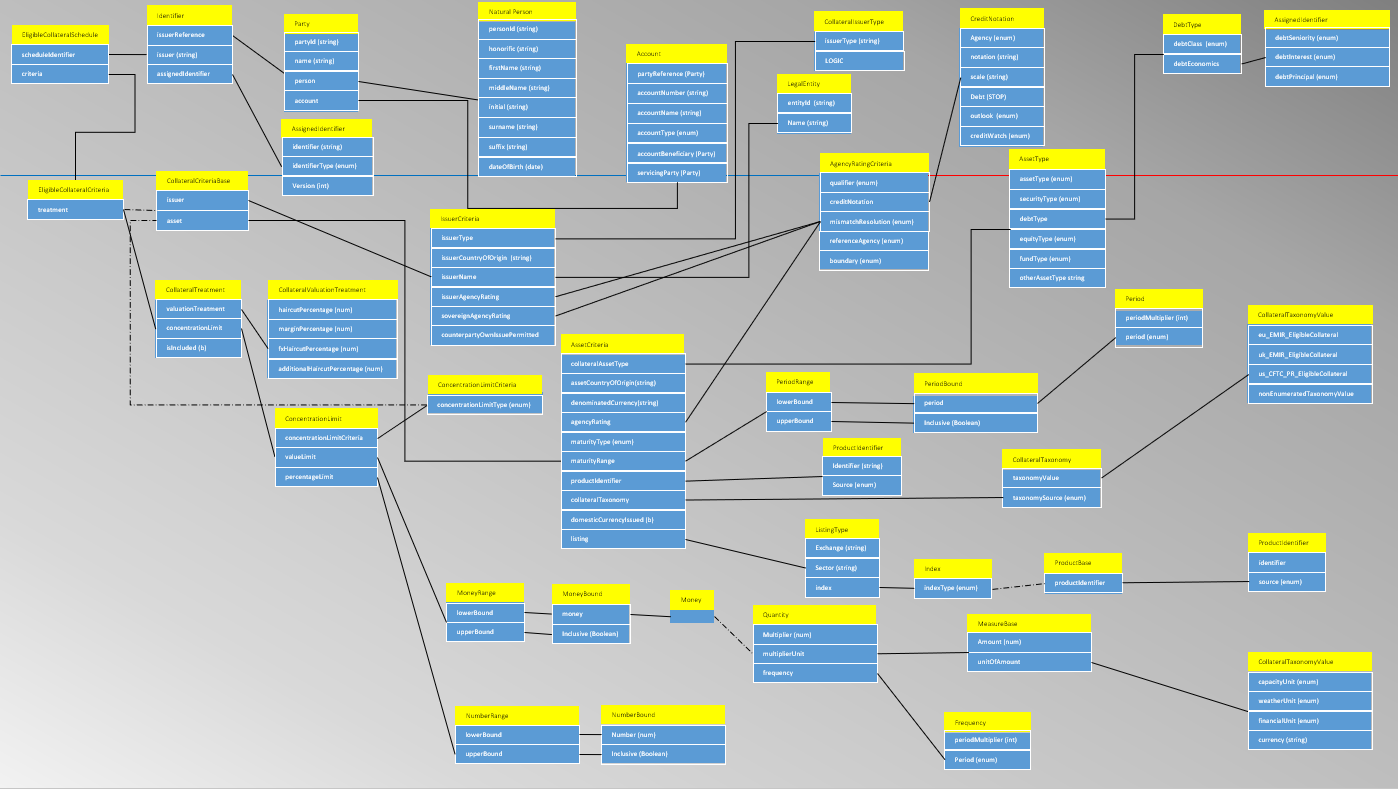 EligibleCollateralSchedule
scheduleIdentifier
criteria
Identifier
issuerReference
issuer (string)
assignedIdentifier
Party
partyId (string)
name (string)
person
account
AssignedIdentifier
identifier (string)
identifierType (enum)
Version (int)
Natural Person
personId (string)
honorific (string)
firstName (string)
middleName (string)
initial (string)
surname (string)
suffix (string)
dateOfBirth (date)
Account
partyReference (Party)
accountNumber (string)
accountName (string)
accountType (enum)
accountBeneficiary (Party)
servicingParty (Party)
CollateralIssuerType
issuerType (string)
LOGIC
LegalEntity
entityId (string)
Name (string)
CreditNotation
Agency (enum)
notation (string)
scale (string)
Debt (STOP)
outlook (enum)
creditWatch (enum)
DebtType
debtClass (enum)
debtEconomics
AssignedIdentifier
debtSeniority (enum)
debtInterest (enum)
debtPrincipal (enum)
AgencyRatingCriteria
qualifier (enum)
creditNotation
mismatchResolution (enum)
referenceAgency (enum)
boundary (enum)
AssetType
assetType (enum)
securityType (enum)
debtType
equityType (enum)
fundType (enum)
otherAssetType string
EligibleCollateralCriteria
treatment
CollateralCriteriaBase
issuer
asset
IssuerCriteria
issuerType
issuerCountryOfOrigin (string)
issuerName
issuerAgencyRating
sovereignAgencyRating
counterpartyOwnIssuePermitted
CollateralTreatment
valuationTreatment
concentrationLimit
isIncluded (b)
CollateralValuationTreatment
haircutPercentage (num)
marginPercentage (num)
fxHaircutPercentage (num)
additionalHaircutPercentage (num)
Period
periodMultiplier (int)
period (enum)
CollateralTaxonomyValue
eu_EMIR_EligibleCollateral
uk_EMIR_EligibleCollateral
us_CFTC_PR_EligibleCollateral
nonEnumeratedTaxonomyValue
AssetCriteria
collateralAssetType
assetCountryOfOrigin(string)
denominatedCurrency(string)
agencyRating
maturityType (enum)
maturityRange
productIdentifier
collateralTaxonomy
domesticCurrencyIssued (b)
listing
ConcentrationLimitCriteria
concentrationLimitType (enum)
PeriodRange
lowerBound
upperBound
PeriodBound
period
Inclusive (Boolean)
ConcentrationLimit
concentrationLimitCriteria
valueLimit
percentageLimit
ProductIdentifier
Identifier (string)
Source (enum)
CollateralTaxonomy
taxonomyValue
taxonomySource (enum)
ListingType
Exchange (string)
Sector (string)
index
Index
indexType (enum)
ProductBase
productIdentifier
ProductIdentifier
identifier
source (enum)
MoneyRange
lowerBound
upperBound
MoneyBound
money
Inclusive (Boolean)
Money
Quantity
Multiplier (num)
multiplierUnit
frequency
MeasureBase
Amount (num)
unitOfAmount
CollateralTaxonomyValue
capacityUnit (enum)
weatherUnit (enum)
financialUnit (enum)
currency (string)
NumberRange
lowerBound
upperBound
NumberBound
Number (num)
Inclusive (Boolean)
Frequency
periodMultiplier (int)
Period (enum)